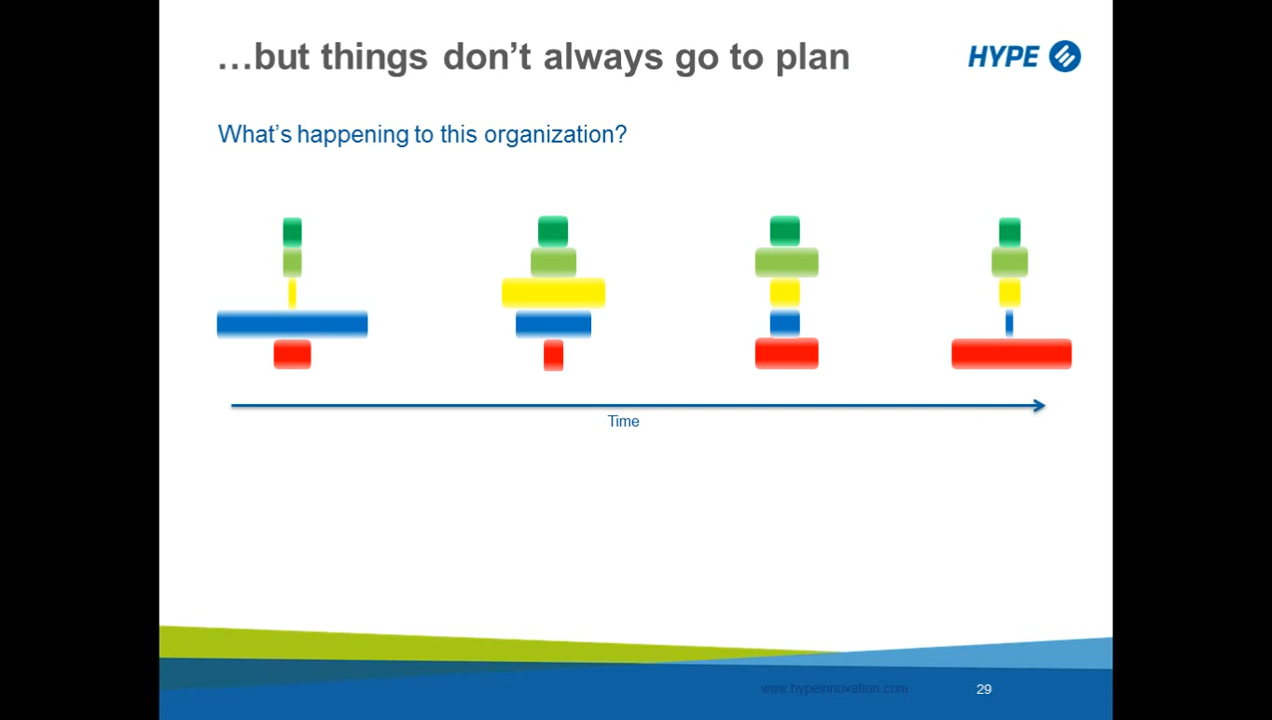 …but things don’t always go to plan
HYPE
What’s happening to this organization?
Time
www.hypeinnovation.com
29